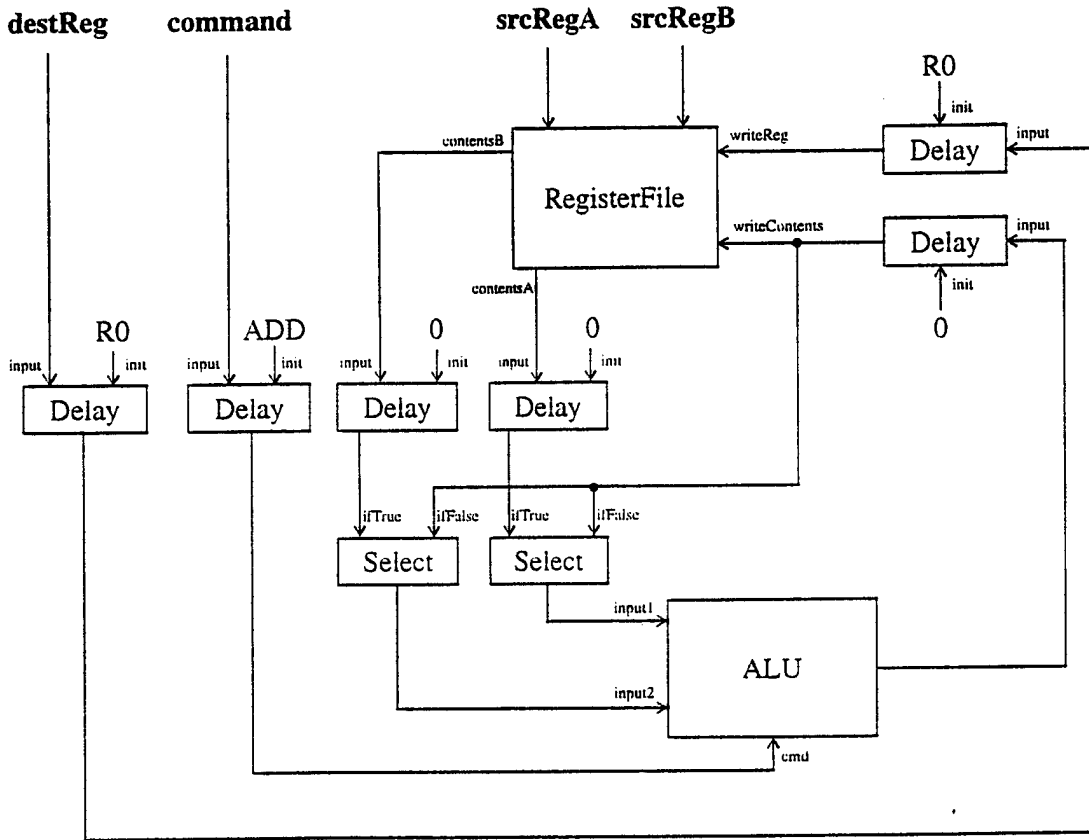 destReg command srcRegA srcRegB
R0
init
contentsB writeReg Delay input
RegisterFile
writeContents Delay input
contentsA init
0
R0 ADD 0 0
input init input init input init input init
Delay Delay Delay Delay
ifTrue ifFalse ifTrue ifFalse
Select Select
input1
ALU
input2
cmd